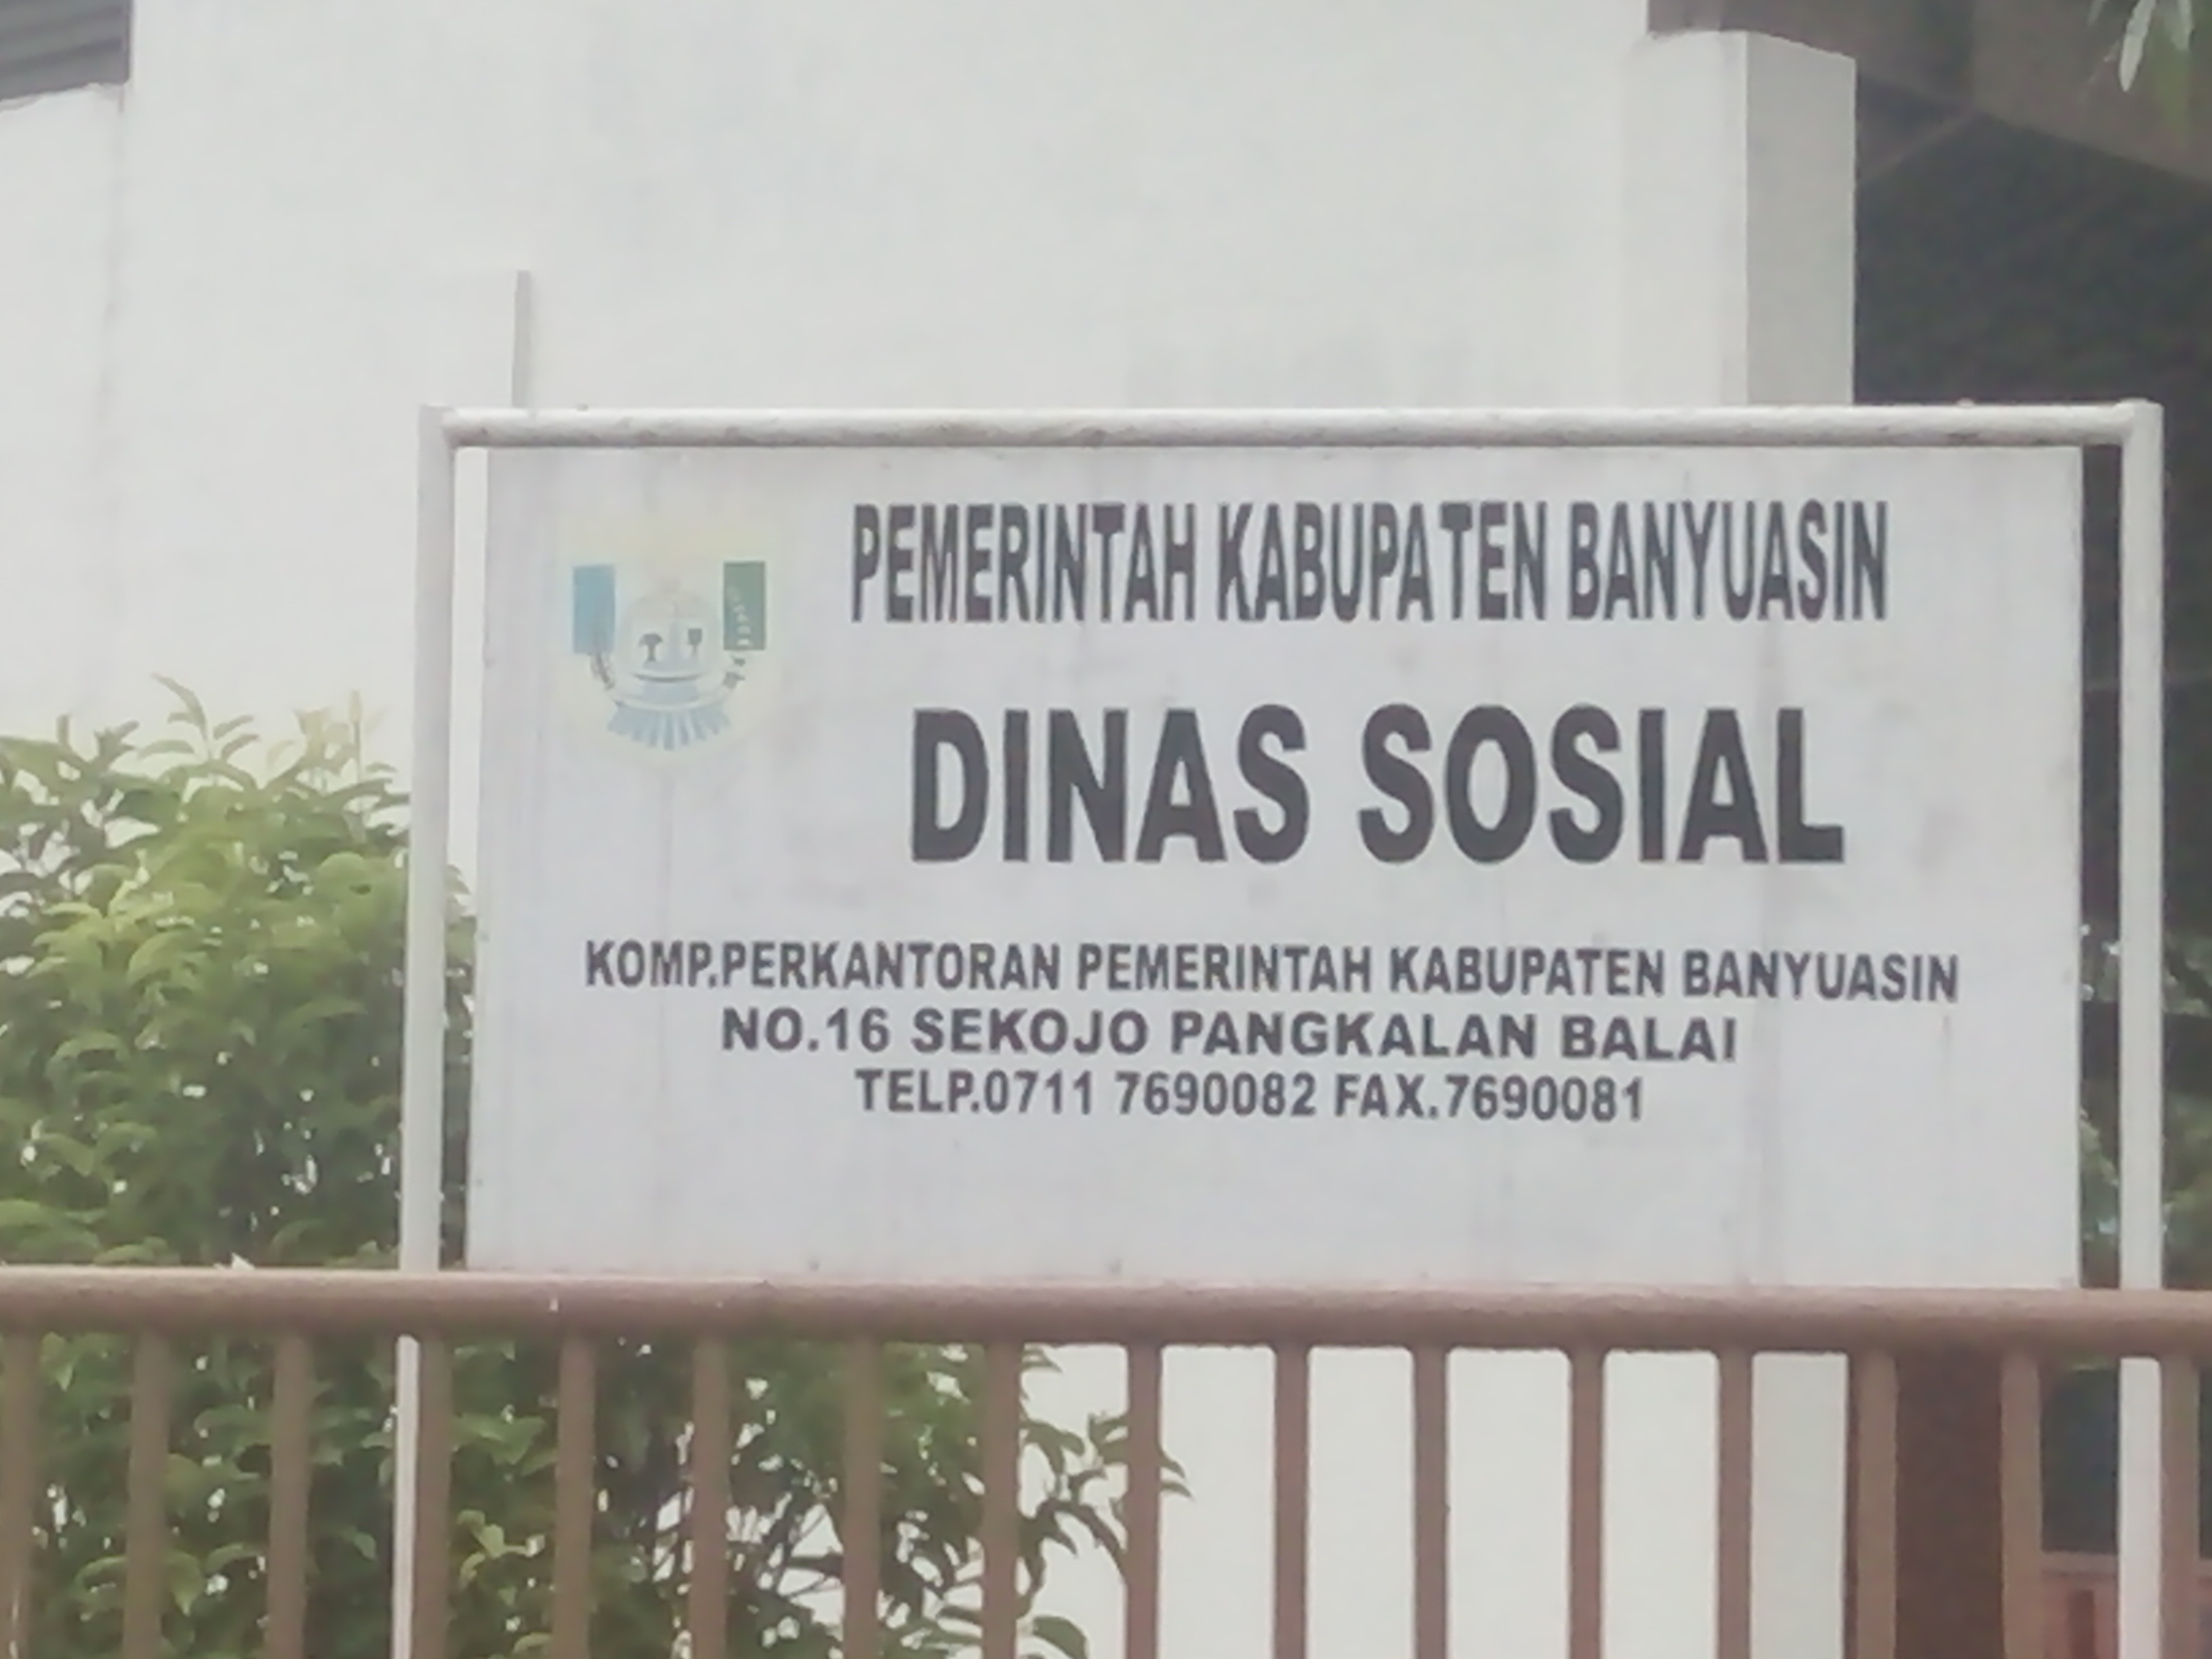 PEMERINTAH KABUPATEN BANYUASIN
DINAS SOSIAL
KOMP.PERKANTORAN PEMERINTAH KABUPATEN BANYUASIN
NO.16 SEKOJO PANGKALAN BALAI
TELP.0711 7690082 FAX.7690081